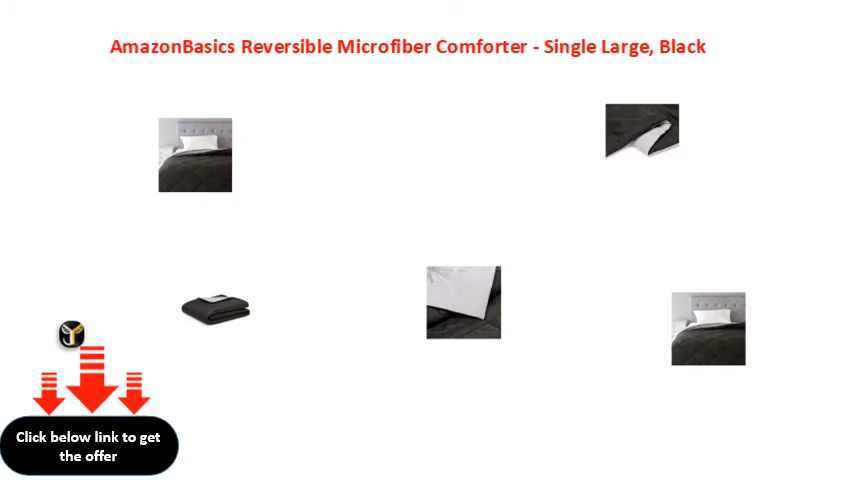 AmazonBasics Reversible Microfiber Comforter - Single Large, Black
Click below link to get
the offer